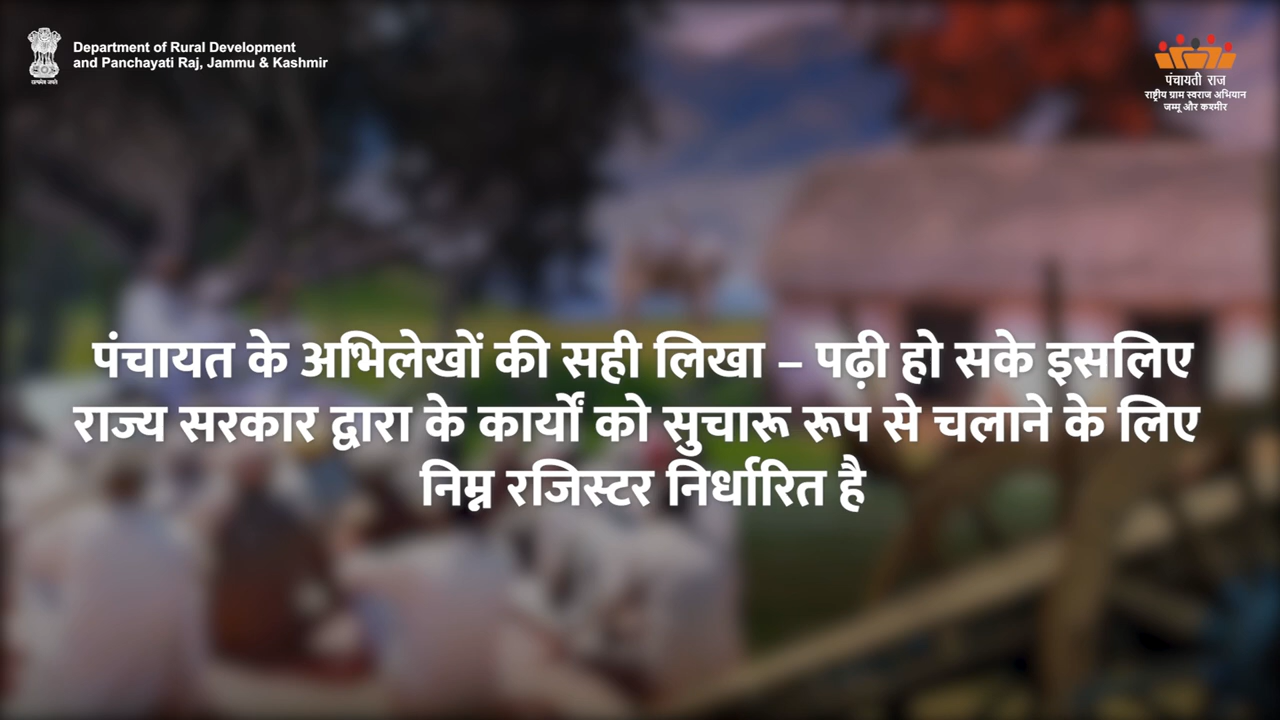 Department of Rural Development
and Panchayati Raj, Jammu & Kashmir
पंचायती राज
राष्ट्रीय ग्राम स्वराज अभियान
जम्मू और कश्मीर
पंचायत के अभिलेखों की सही लिखा – पढ़ी हो सके इसलिए
राज्य सरकार द्वारा के कार्यों को सुचारू रूप से चलाने के लिए
निम्न रजिस्टर निर्धारित है